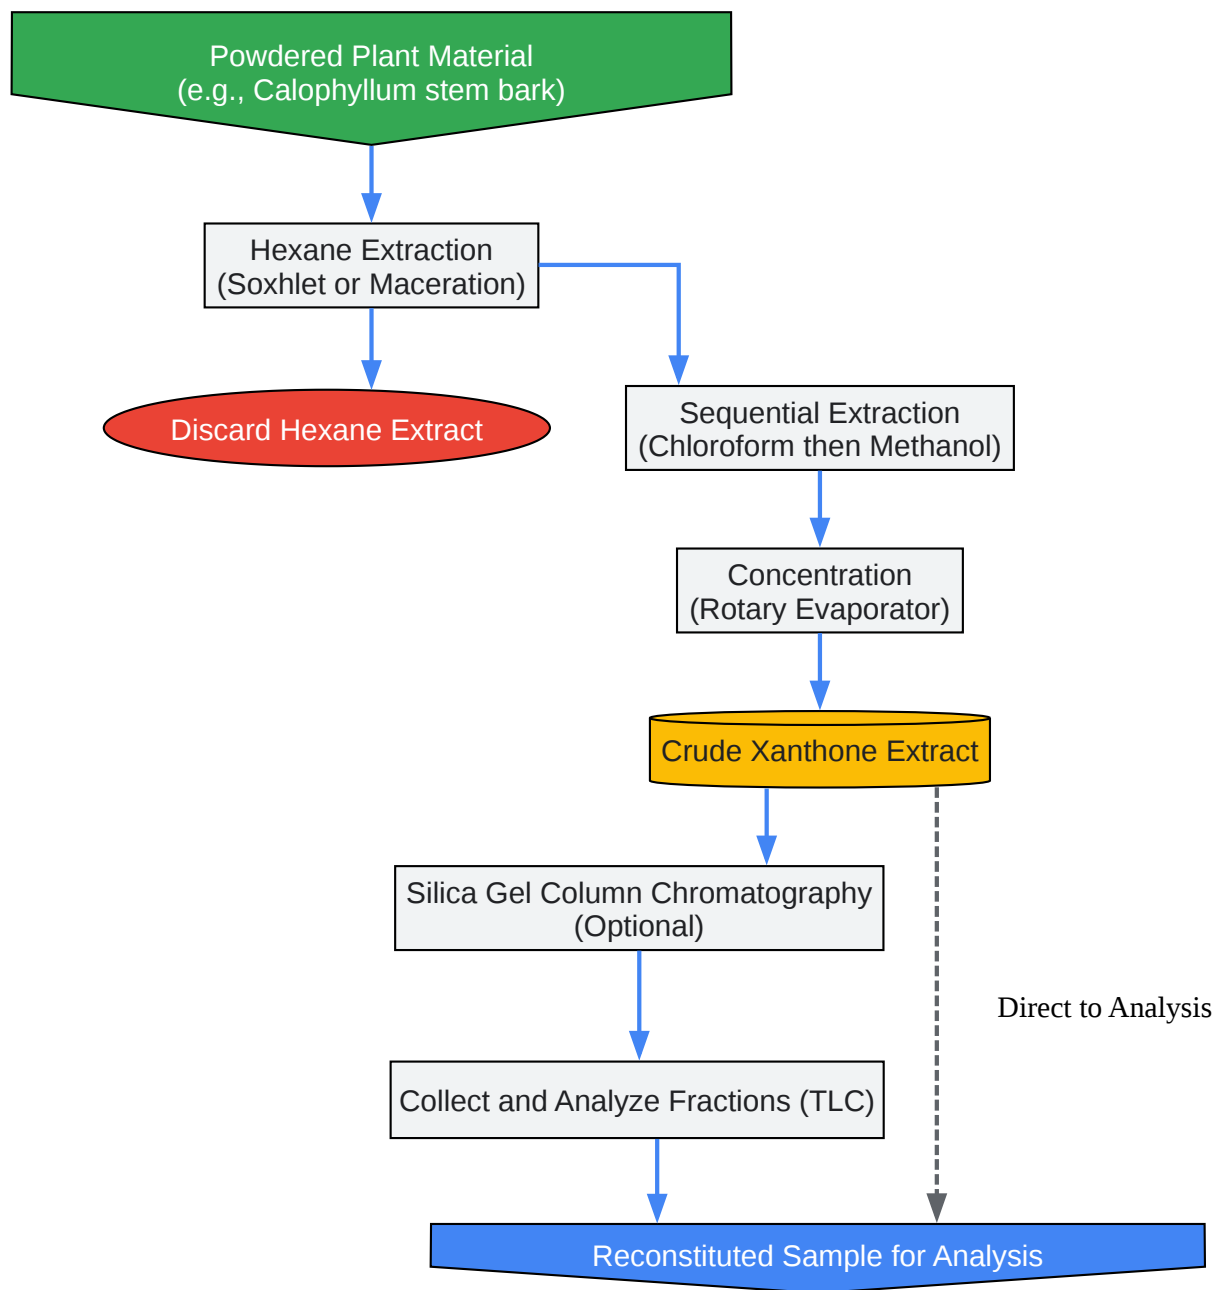 Powdered Plant Material
(e.g., Calophyllum stem bark)
Hexane Extraction
(Soxhlet or Maceration)
Discard Hexane Extract
Sequential Extraction
(Chloroform then Methanol)
Concentration
(Rotary Evaporator)
Crude Xanthone Extract
Silica Gel Column Chromatography
(Optional)
Direct to Analysis
Collect and Analyze Fractions (TLC)
Reconstituted Sample for Analysis